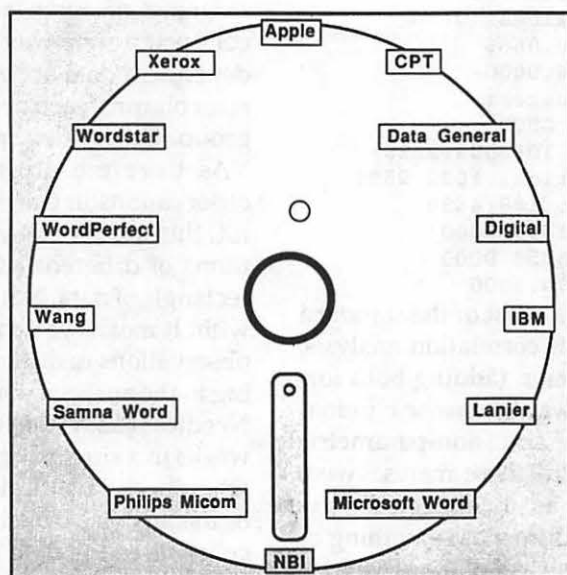 Apple
Xerox
CPT
Wordstar
Data General
WordPerfect
Digital
Wang
IBM
Samna Word
Lanier
Philips Micom
Microsoft Word
NBI